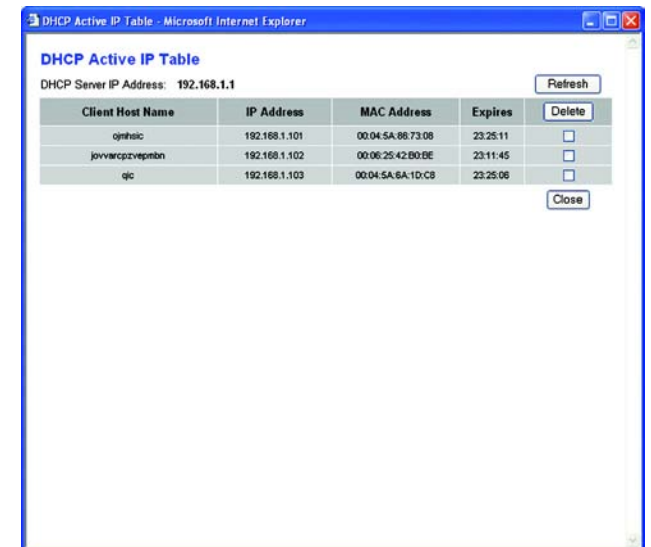 DHCP Active IP Table - Microsoft Internet Explorer
DHCP Active IP Table
DHCP Server IP Address: 192.168.1.1 Refresh
Client Host Name IP Address MAC Address Expires Delete
ojmhsic 192.168.1.101 00:04:5A:86:73:08 23:25:11
jovvarcpzvepmbn 192.168.1.102 00:06:25:42:B0:BE 23:11:45
qic 192.168.1.103 00:04:5A:6A:1D:C8 23:25:06
Close